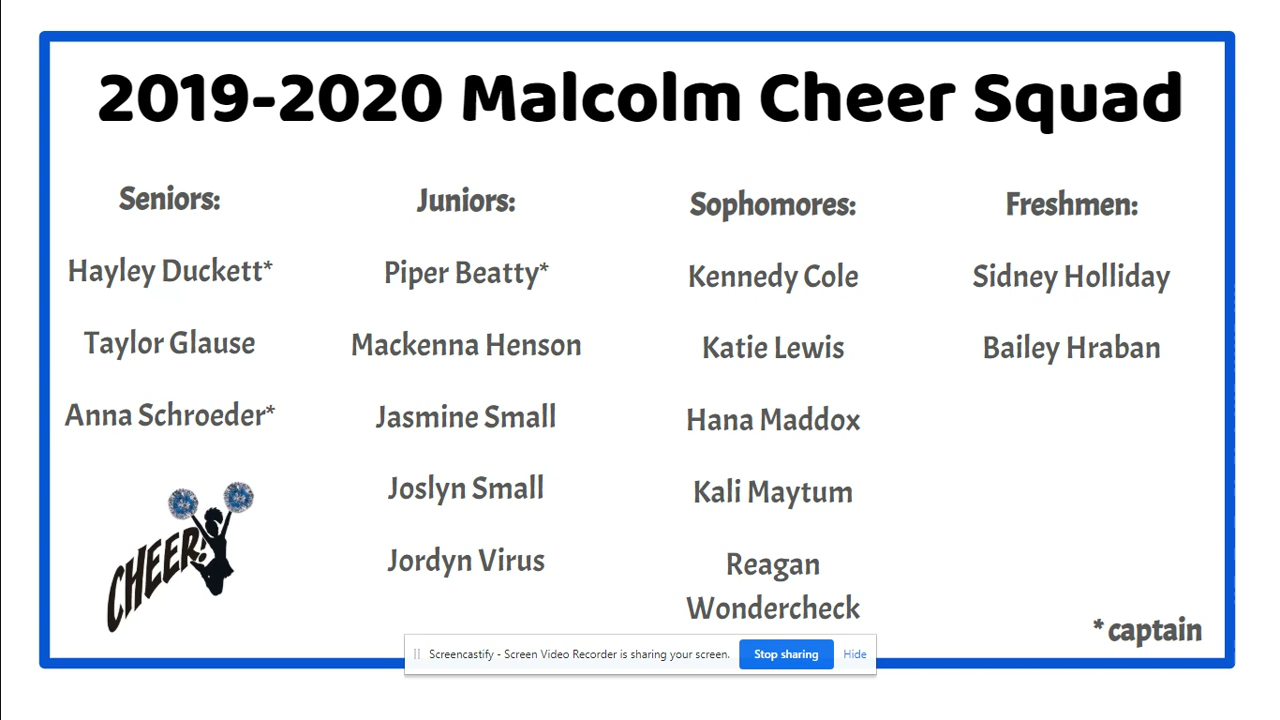 2019-2020 Malcolm Cheer Squad
Seniors:
Hayley Duckett*
Taylor Glause
Anna Schroeder*
CHEER!
Juniors:
Piper Beatty*
Mackenna Henson
Jasmine Small
Joslyn Small
Jordyn Virus
Sophomores:
Kennedy Cole
Katie Lewis
Hana Maddox
Kali Maytum
Reagan
Wondercheck
Freshmen:
Sidney Holliday
Bailey Hraban
* captain
Screencastify - Screen Video Recorder is sharing your screen. Stop sharing Hide